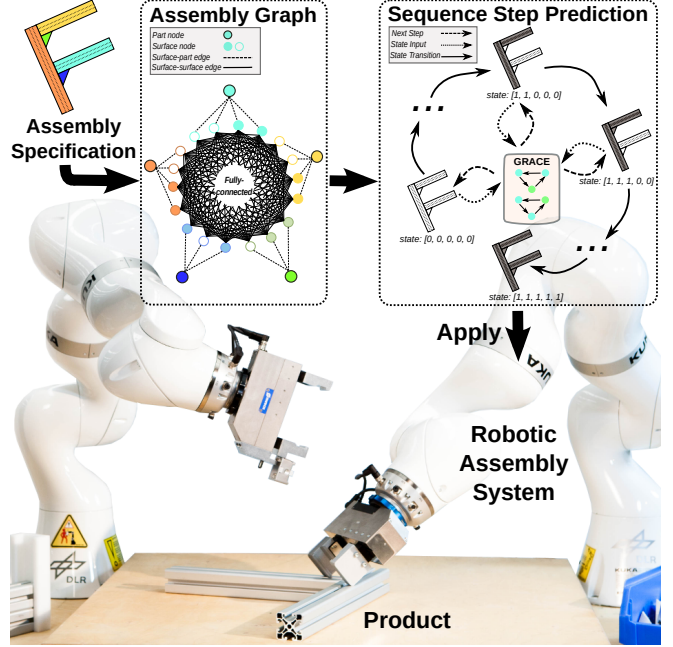 Assembly Graph
Part node
Surface node
Surface-part edge
Surface-surface edge
Fully-
connected
Assembly
Specification
Sequence Step Prediction
Next Step
State Input
State Transition
state: [1, 1, 0, 0, 0]
...
GRACE
state: [1, 1, 1, 0, 0]
state: [0, 0, 0, 0, 0]
...
state: [1, 1, 1, 1, 1]
Apply
KUKA
Robotic
Assembly
System
DLR
KUKA
DLR
Product